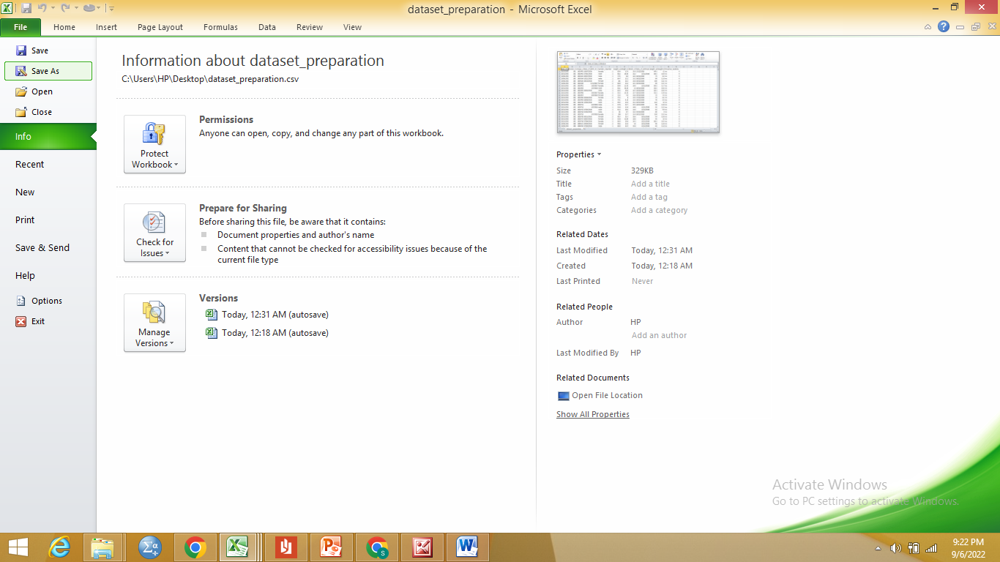 dataset_preparation - Microsoft Excel
File Home Insert Page Layout Formulas Data Review View
Save
Save As
Open
Close
Info
Recent
New
Print
Save & Send
Help
Options
Exit
Information about dataset_preparation
C:\Users\HP\Desktop\dataset_preparation.csv
Protect
Workbook
Permissions
Anyone can open, copy, and change any part of this workbook.
Check for
Issues
Prepare for Sharing
Before sharing this file, be aware that it contains:
Document properties and author's name
Content that cannot be checked for accessibility issues because of the
current file type
Manage
Versions
Versions
Today, 12:31 AM (autosave)
Today, 12:18 AM (autosave)
Properties
Size 329KB
Title Add a title
Tags Add a tag
Categories Add a category
Related Dates
Last Modified Today, 12:31 AM
Created Today, 12:18 AM
Last Printed Never
Related People
Author HP
Add an author
Last Modified By HP
Related Documents
Open File Location
Show All Properties
Activate Windows
Go to PC settings to activate Windows.
9:22 PM
9/6/2022